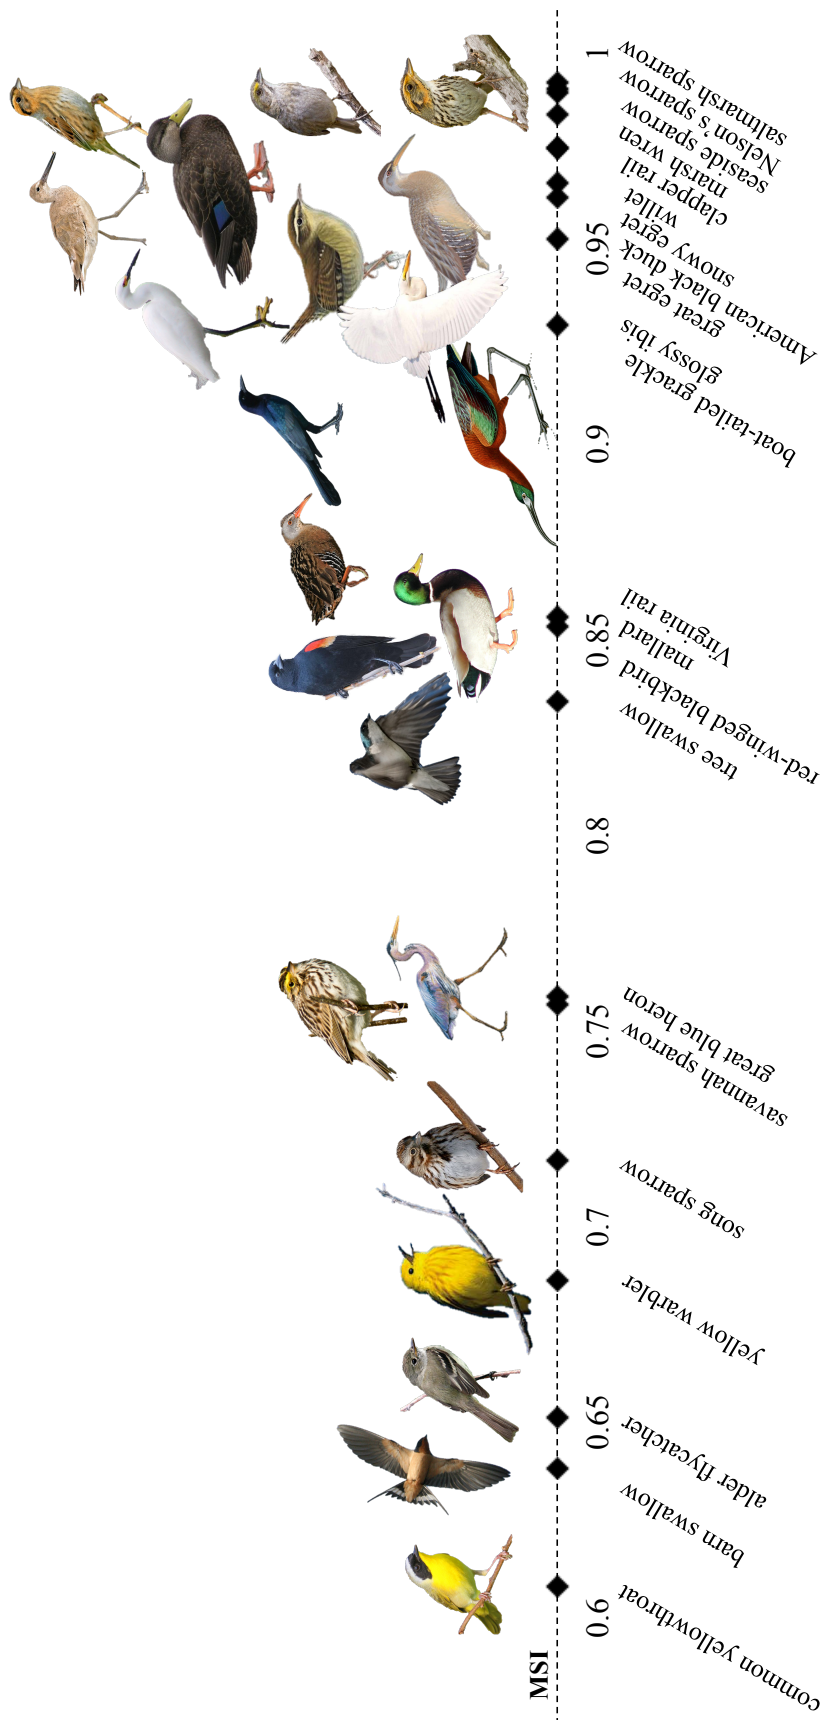 MSI
0.6
0.65
0.7
0.75
0.8
0.85
0.9
0.95
1
common yellowthroat
barn swallow
alder flycatcher
yellow warbler
song sparrow
savannah sparrow
great blue heron
tree swallow
red-winged blackbird
mallard
Virginia rail
boat-tailed grackle
glossy ibis
great egret
American black duck
snowy egret
willet
clapper rail
marsh wren
seaside sparrow
Nelson's sparrow
saltmarsh sparrow